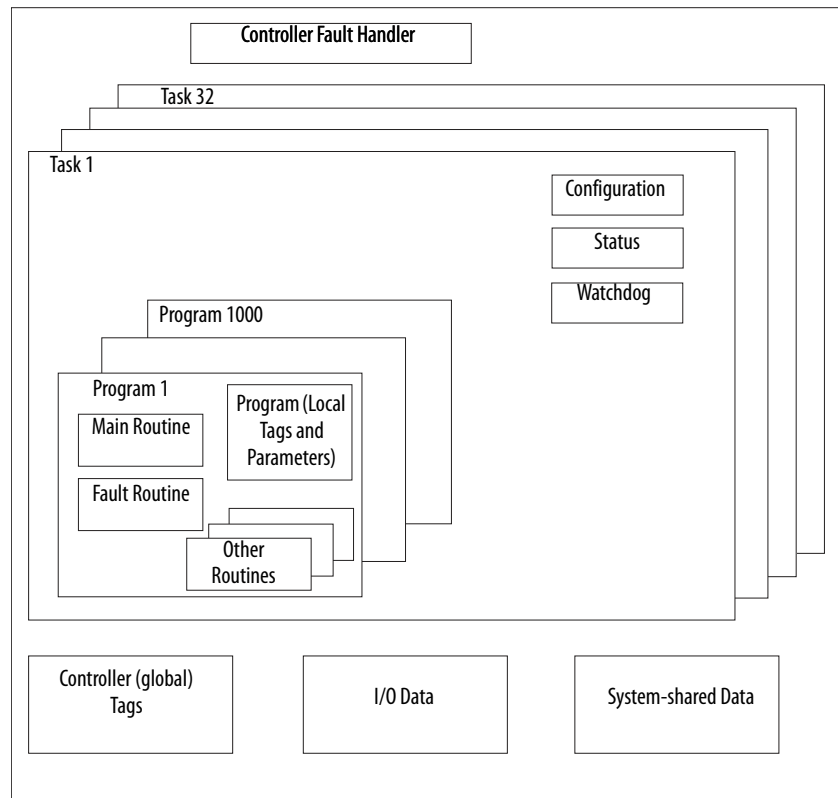 Controller Fault Handler
Task 32
Task 1
Configuration
Status
Watchdog
Program 1000
Program 1
Program (Local
Tags and
Parameters)
Main Routine
Fault Routine
Other
Routines
Controller (global)
Tags
I/O Data
System-shared Data